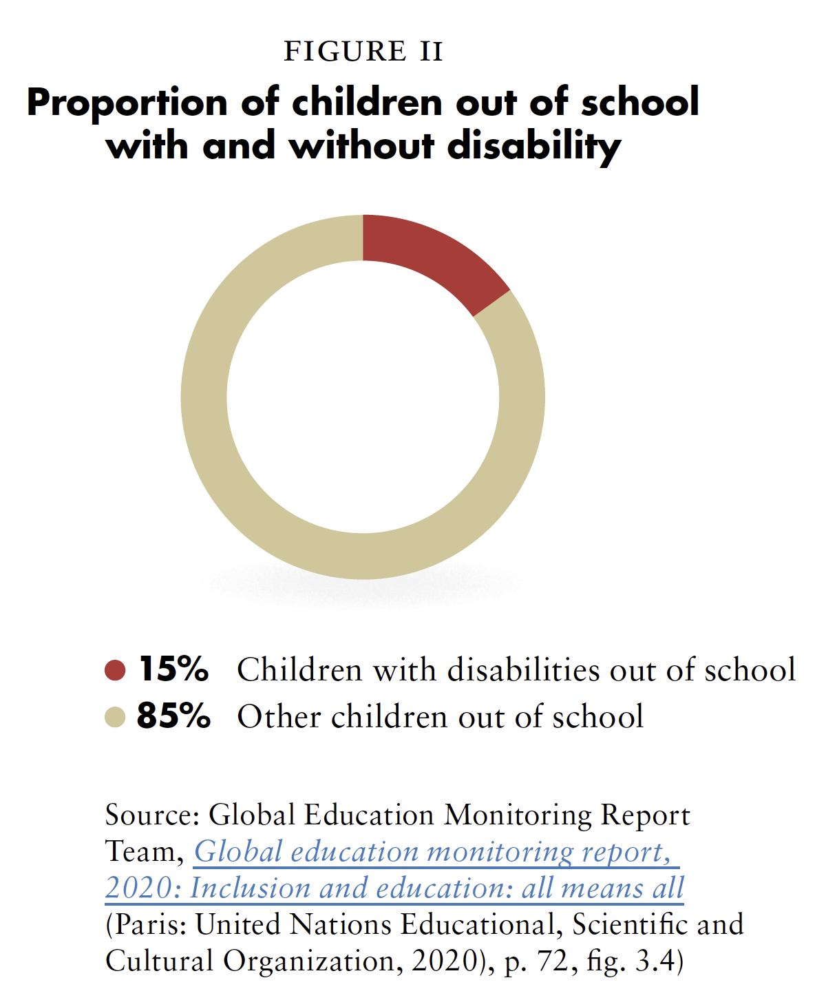 FIGURE II
Proportion of children out of school
with and without disability
15% Children with disabilities out of school
85% Other children out of school
Source: Global Education Monitoring Report
Team, Global education monitoring report,
2020: Inclusion and education: all means all
(Paris: United Nations Educational, Scientific and
Cultural Organization, 2020), p. 72, fig. 3.4)